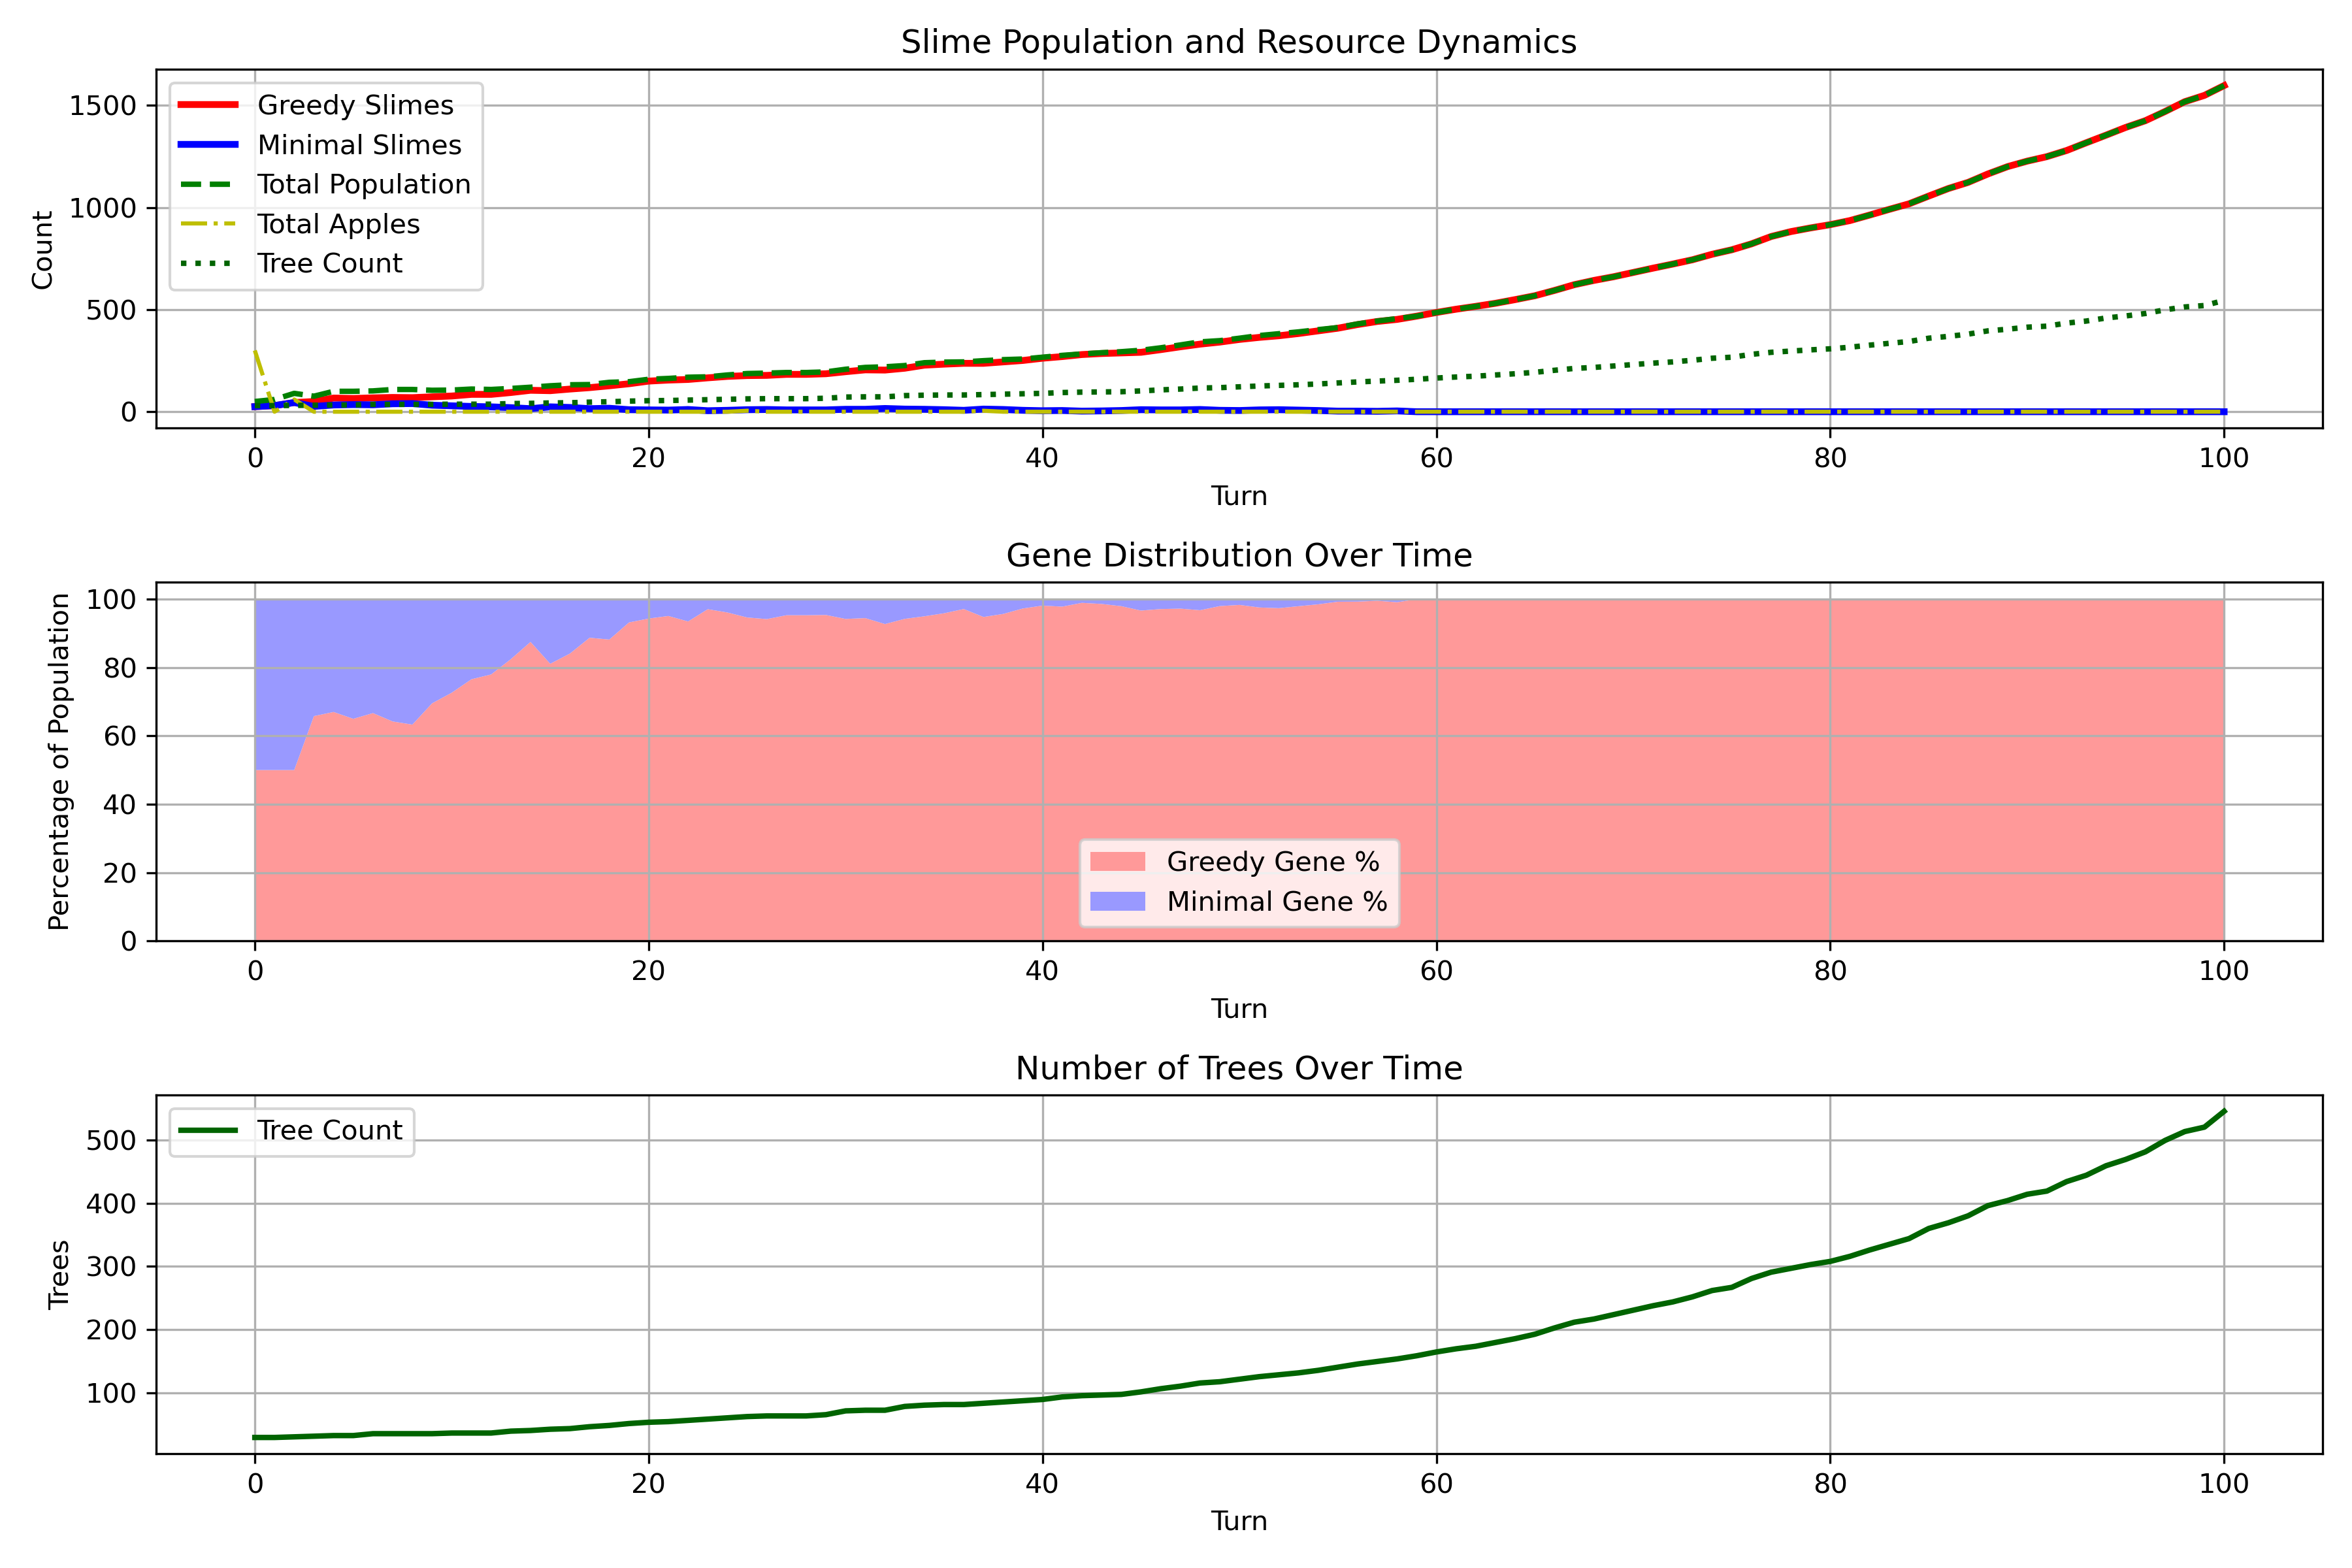 Slime Population and Resource Dynamics
Greedy Slimes
Minimal Slimes
Total Population
Total Apples
Tree Count
Count
1500
1000
500
0
0 20 40 60 80 100
Turn
Gene Distribution Over Time
Percentage of Population
100
80
60
40
20
0
Greedy Gene %
Minimal Gene %
0 20 40 60 80 100
Turn
Number of Trees Over Time
Tree Count
Trees
500
400
300
200
100
0 20 40 60 80 100
Turn